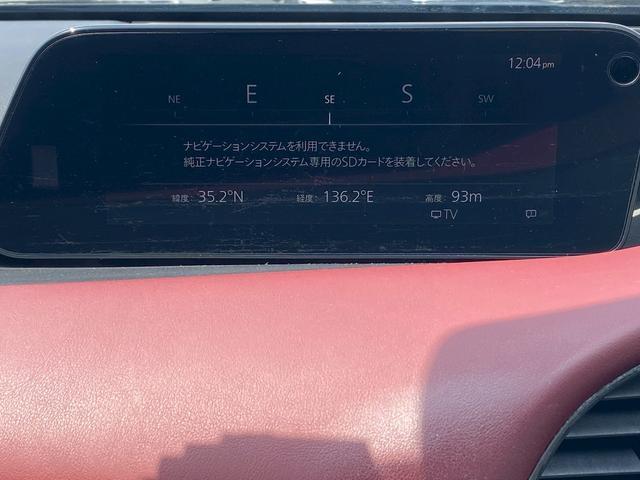 12:04pm
NE E SE S SW
ナビゲーションシステムを利用できません。
純正ナビゲーションシステム専用のSDカードを装着してください。
緯度: 35.2°N 経度: 136.2°E 高度: 93m
TV